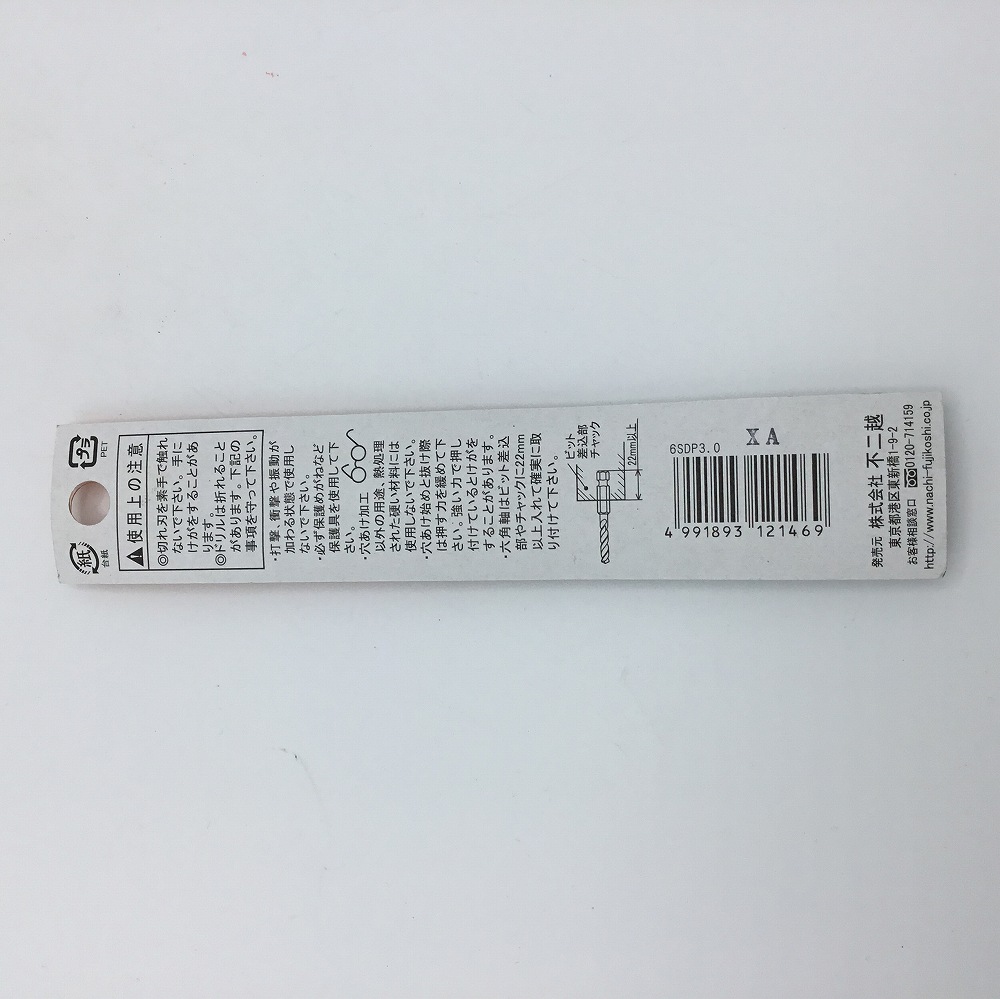 プラ
PET
紙
台紙
使用上の注意
◎切れ刃を素手で触れ
ないで下さい。手に
けがをすることがあ
ります。
◎ドリルは折れること
があります。下記の
事項を守って下さい。
・打撃、衝撃や振動が
加わる状態で使用し
ないで下さい。
・必ず保護めがねなど
保護具を使用して下
さい。
・穴あけ加工
以外の用途、熱処理
された硬い材料には
使用しないで下さい。
・穴あけ始めと抜け際
は押す力を緩めて下
さい。強い力で押し
付けているとけがを
することがあります。
・六角軸はビット差込
部やチャックに22mm
以上入れて確実に取
り付けて下さい。
ビット
差込部
チャック
22mm以上
6SDP3.0
XA
4 991893 121469
発売元 株式会社 不二越
東京都港区東新橋1-9-2
お客様相談窓口 0120-714159
http://www.nachi-fujikoshi.co.jp